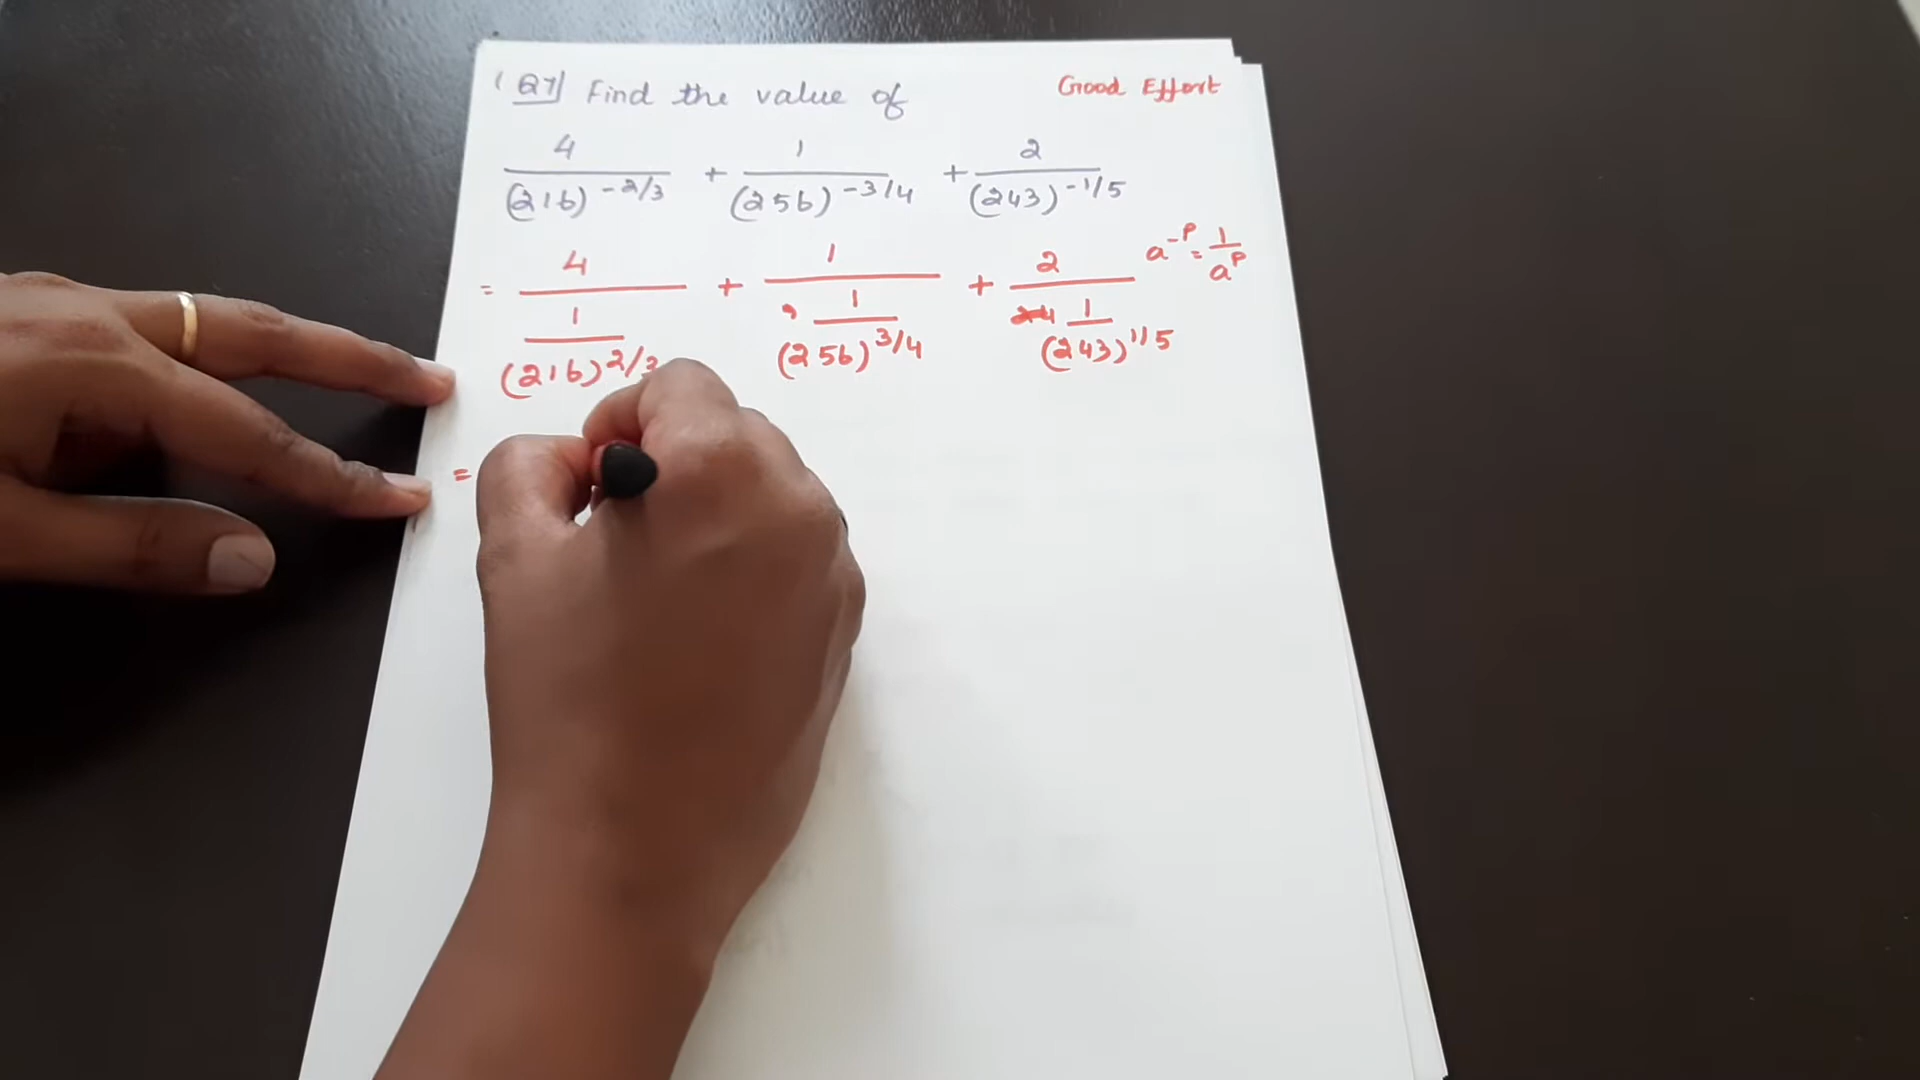 (Q7) Find the value of
Good Effort
4/(216)^-2/3 + 1/(256)^-3/4 + 2/(243)^-1/5
= 4/(1/(216)^2/3) + 1/(1/(256)^3/4) + 2/(1/(243)^1/5)
a^-p = 1/a^p
=